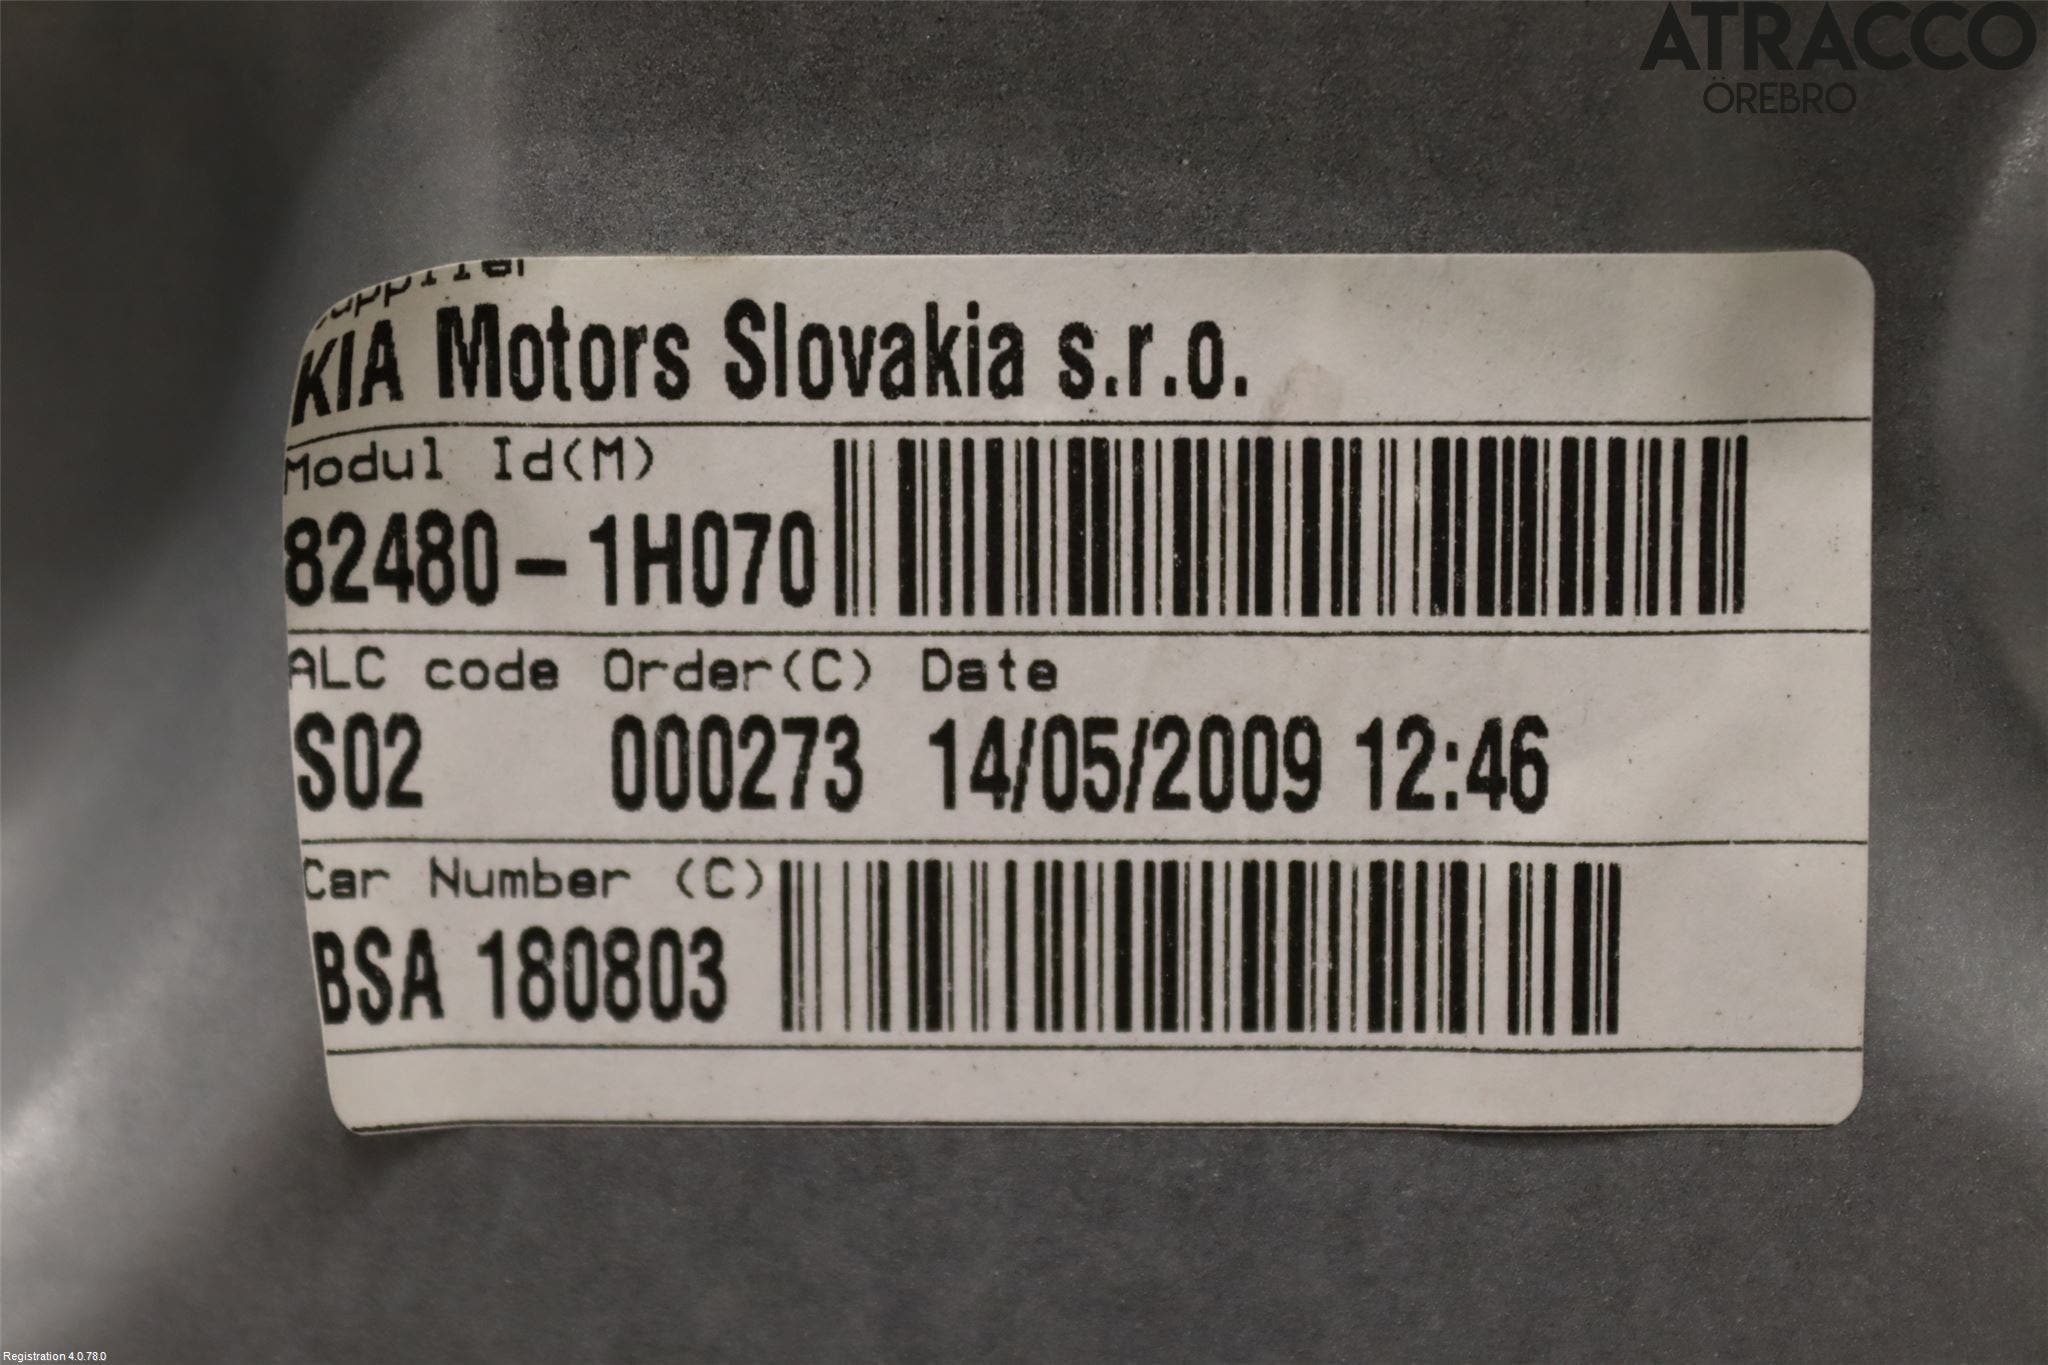 ATRACCO
ÖREBRO
KIA Motors Slovakia s.r.o.
Modul Id(M)
82480-1H070
ALC code Order(C) Date
S02 000273 14/05/2009 12:46
Car Number (C)
BSA 180803
Registration 4.0.78.0